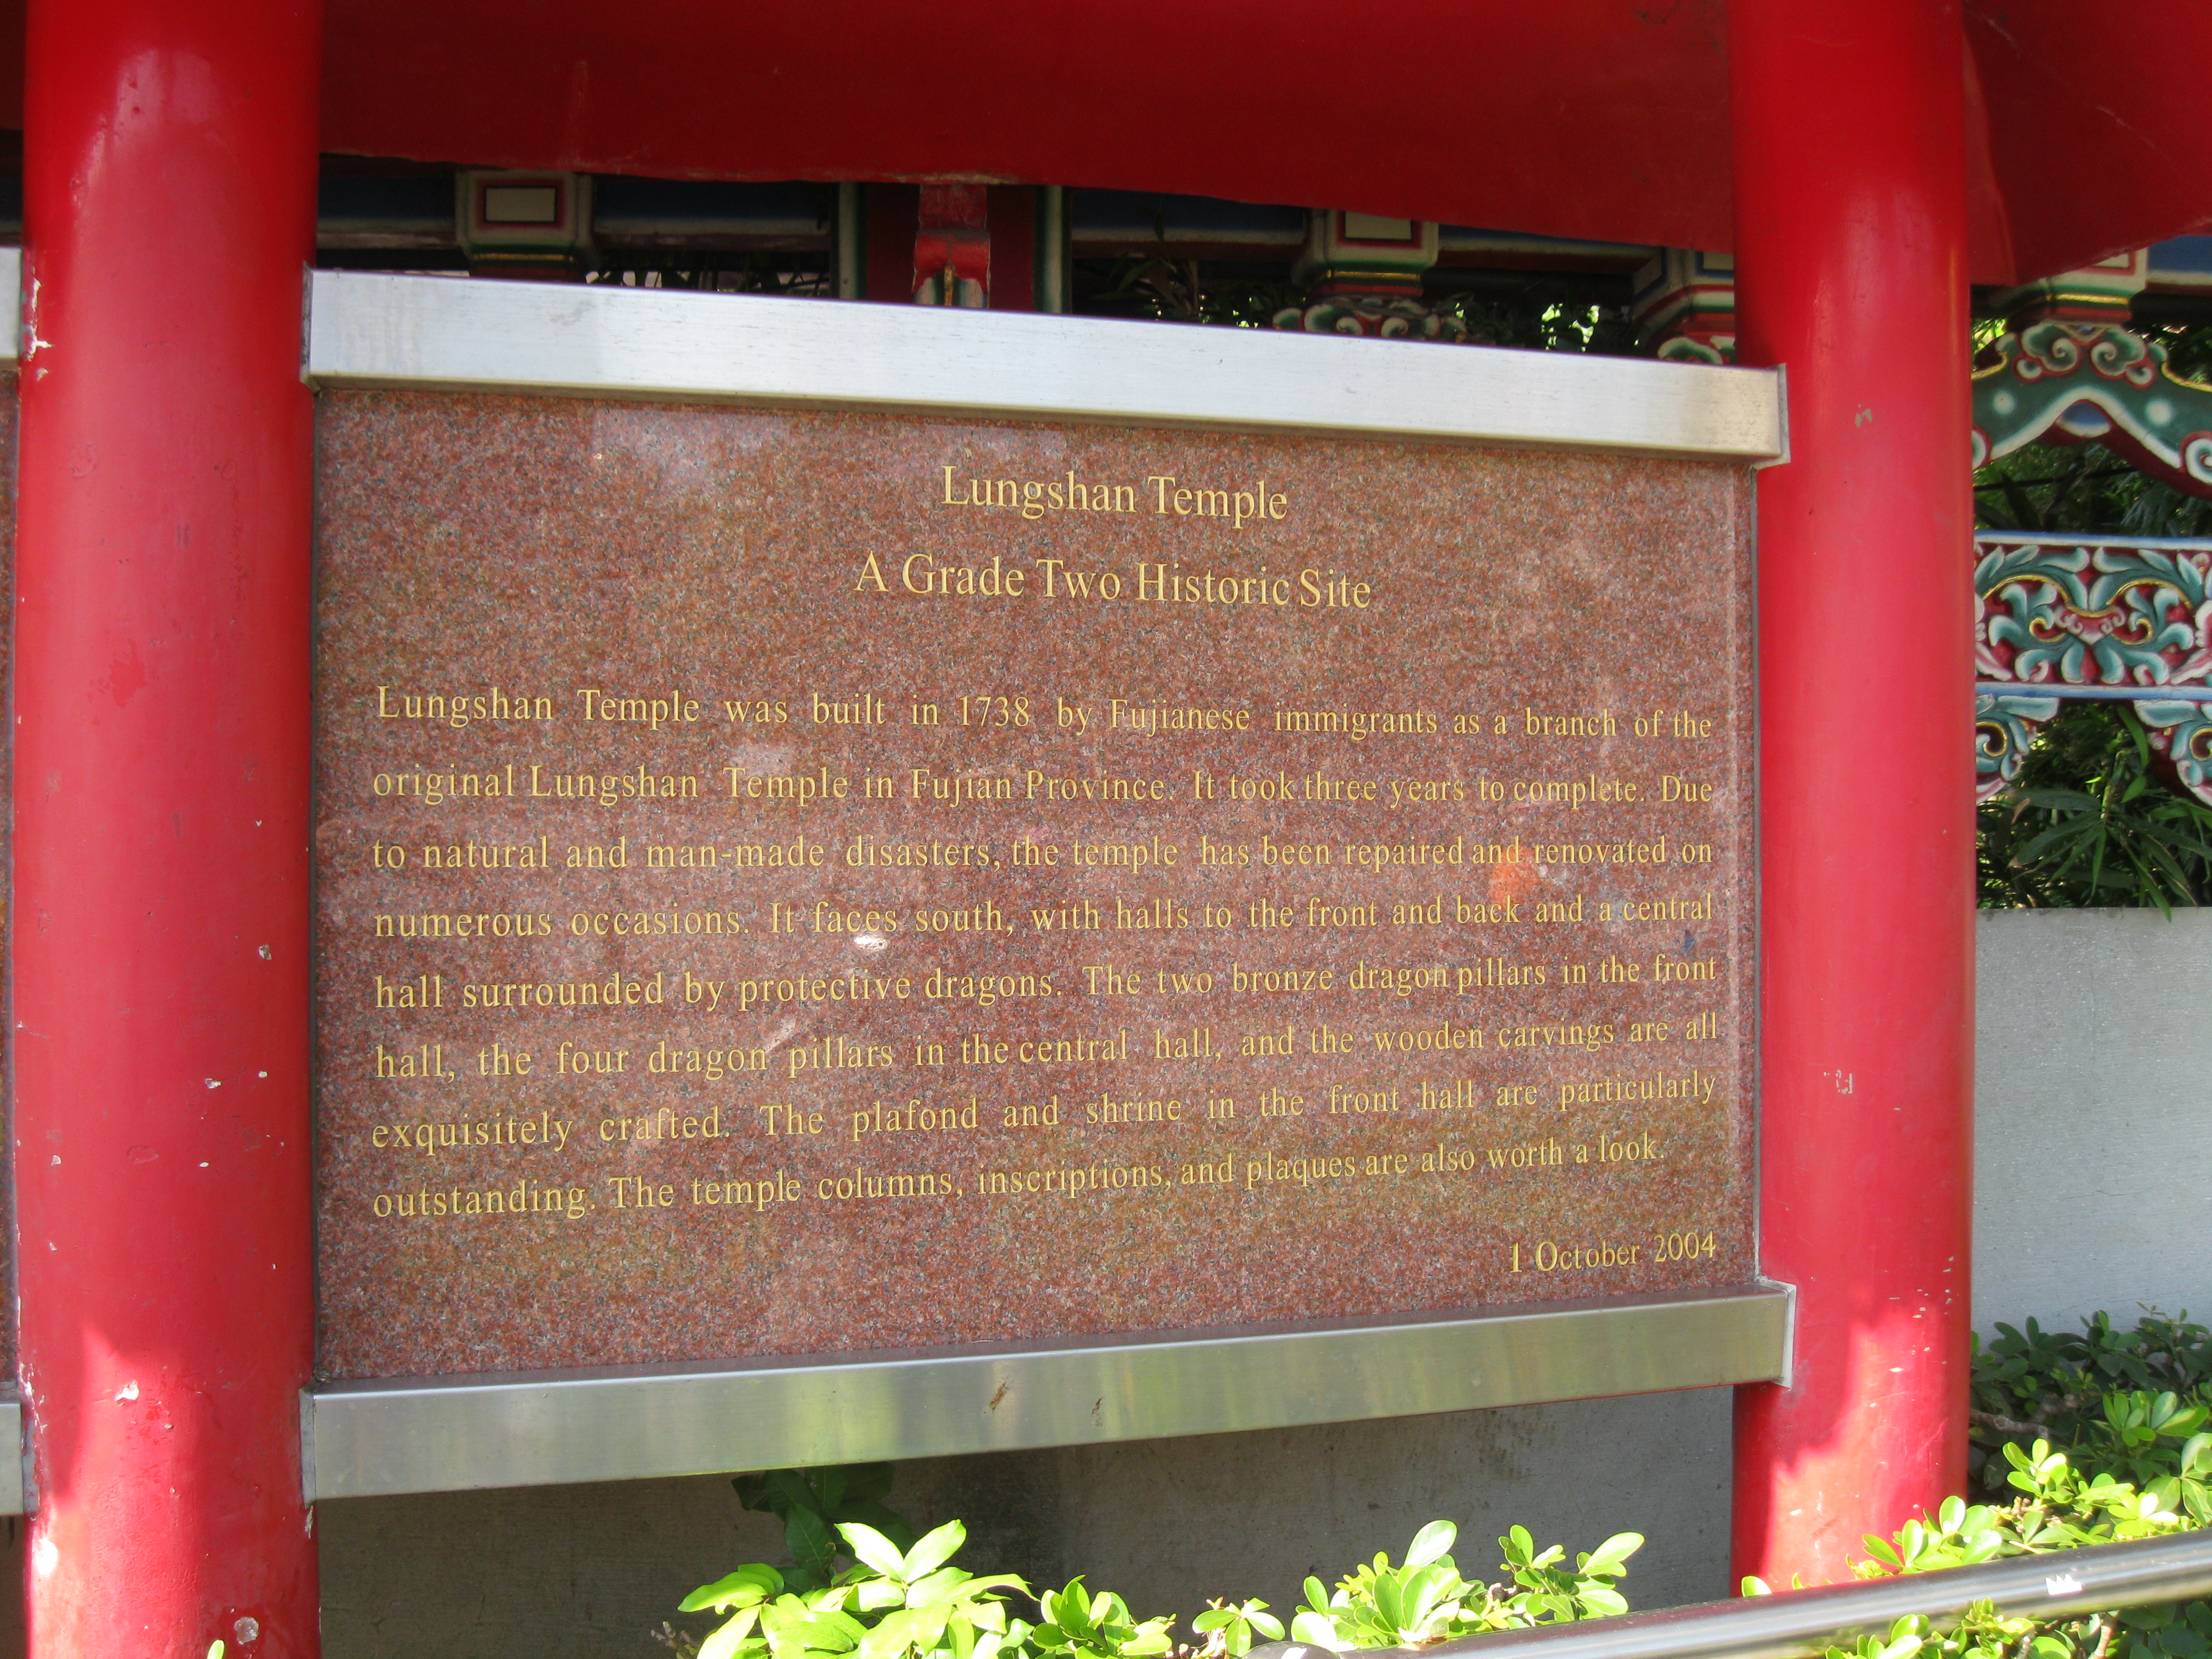 Lungshan Temple
A Grade Two Historic Site
Lungshan Temple was built in 1738 by Fujianese immigrants as a branch of the
original Lungshan Temple in Fujian Province. It took three years to complete. Due
to natural and man-made disasters, the temple has been repaired and renovated on
numerous occasions. It faces south, with halls to the front and back and a central
hall surrounded by protective dragons. The two bronze dragon pillars in the front
hall, the four dragon pillars in the central hall, and the wooden carvings are all
exquisitely crafted. The plafond and shrine in the front hall are particularly
outstanding. The temple columns, inscriptions, and plaques are also worth a look.
1 October 2004